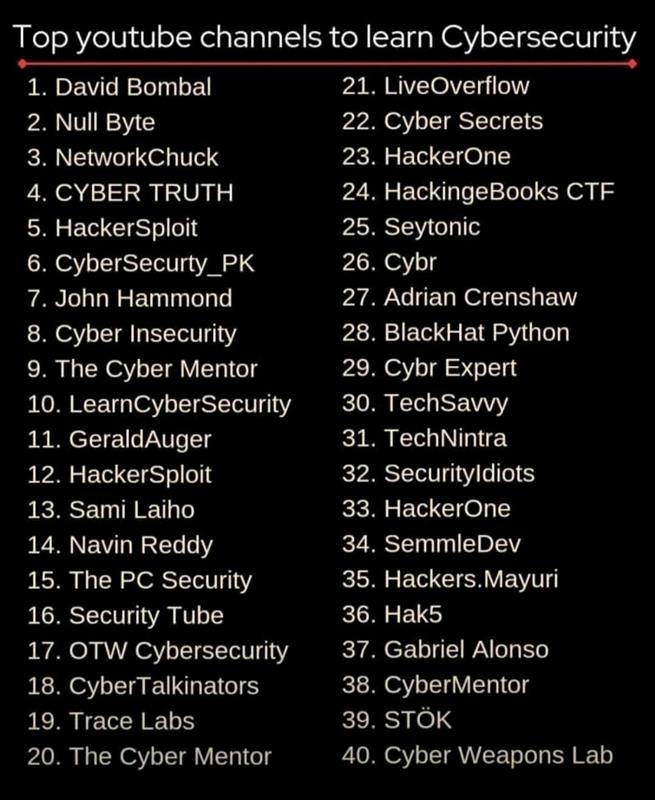 Top youtube channels to learn Cybersecurity
1. David Bombal
2. Null Byte
3. NetworkChuck
4. CYBER TRUTH
5. HackerSploit
6. CyberSecurty_PK
7. John Hammond
8. Cyber Insecurity
9. The Cyber Mentor
10. LearnCyberSecurity
11. GeraldAuger
12. HackerSploit
13. Sami Laiho
14. Navin Reddy
15. The PC Security
16. Security Tube
17. OTW Cybersecurity
18. CyberTalkinators
19. Trace Labs
20. The Cyber Mentor
21. LiveOverflow
22. Cyber Secrets
23. HackerOne
24. HackingeBooks CTF
25. Seytonic
26. Cybr
27. Adrian Crenshaw
28. BlackHat Python
29. Cybr Expert
30. TechSavvy
31. TechNintra
32. SecurityIdiots
33. HackerOne
34. SemmleDev
35. Hackers.Mayuri
36. Hak5
37. Gabriel Alonso
38. CyberMentor
39. STÖK
40. Cyber Weapons Lab